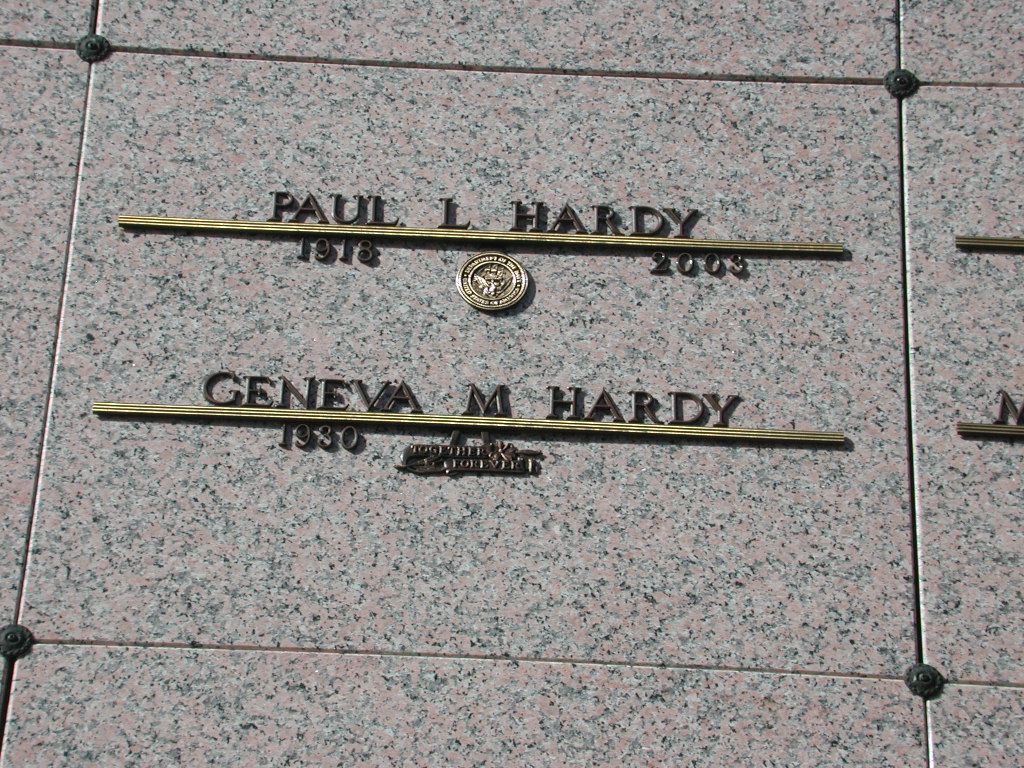 PAUL L HARDY
1918 2003
GENEVA M HARDY
1930
TOGETHER
FOREVER
M